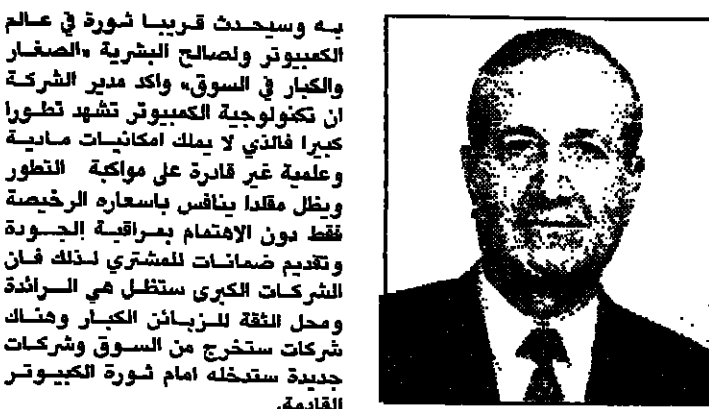 به وسيحدث قريبا ثورة في عالم
الكمبيوتر ولصالح البشرية «الصغار
والكبار في السوق» واكد مدير الشركة
ان تكنولوجية الكمبيوتر تشهد تطورا
كبيرا فالذي لا يملك امكانيات مادية
وعلمية غير قادرة على مواكبة التطور
ويظل مقلدا ينافس باسعاره الرخيصة
فقط دون الإهتمام بمراقبة الجودة
وتقديم ضمانات للمشتري لذلك فان
الشركات الكبرى ستظل هي الرائدة
ومحل الثقة للزبائن الكبار وهناك
شركات ستخرج من السوق وشركات
جديدة ستدخله امام ثورة الكبيوتر
القادمة.